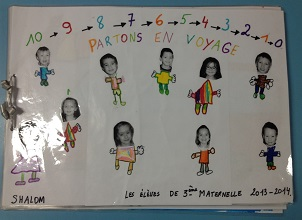 10 → 9 → 8 → 7 → 6 → 5 → 4 → 3 → 2 → 1 → 0
PARTONS EN VOYAGE
SHALOM
LES ÉLÈVES DE 3ème MATERNELLE 2013-2014.